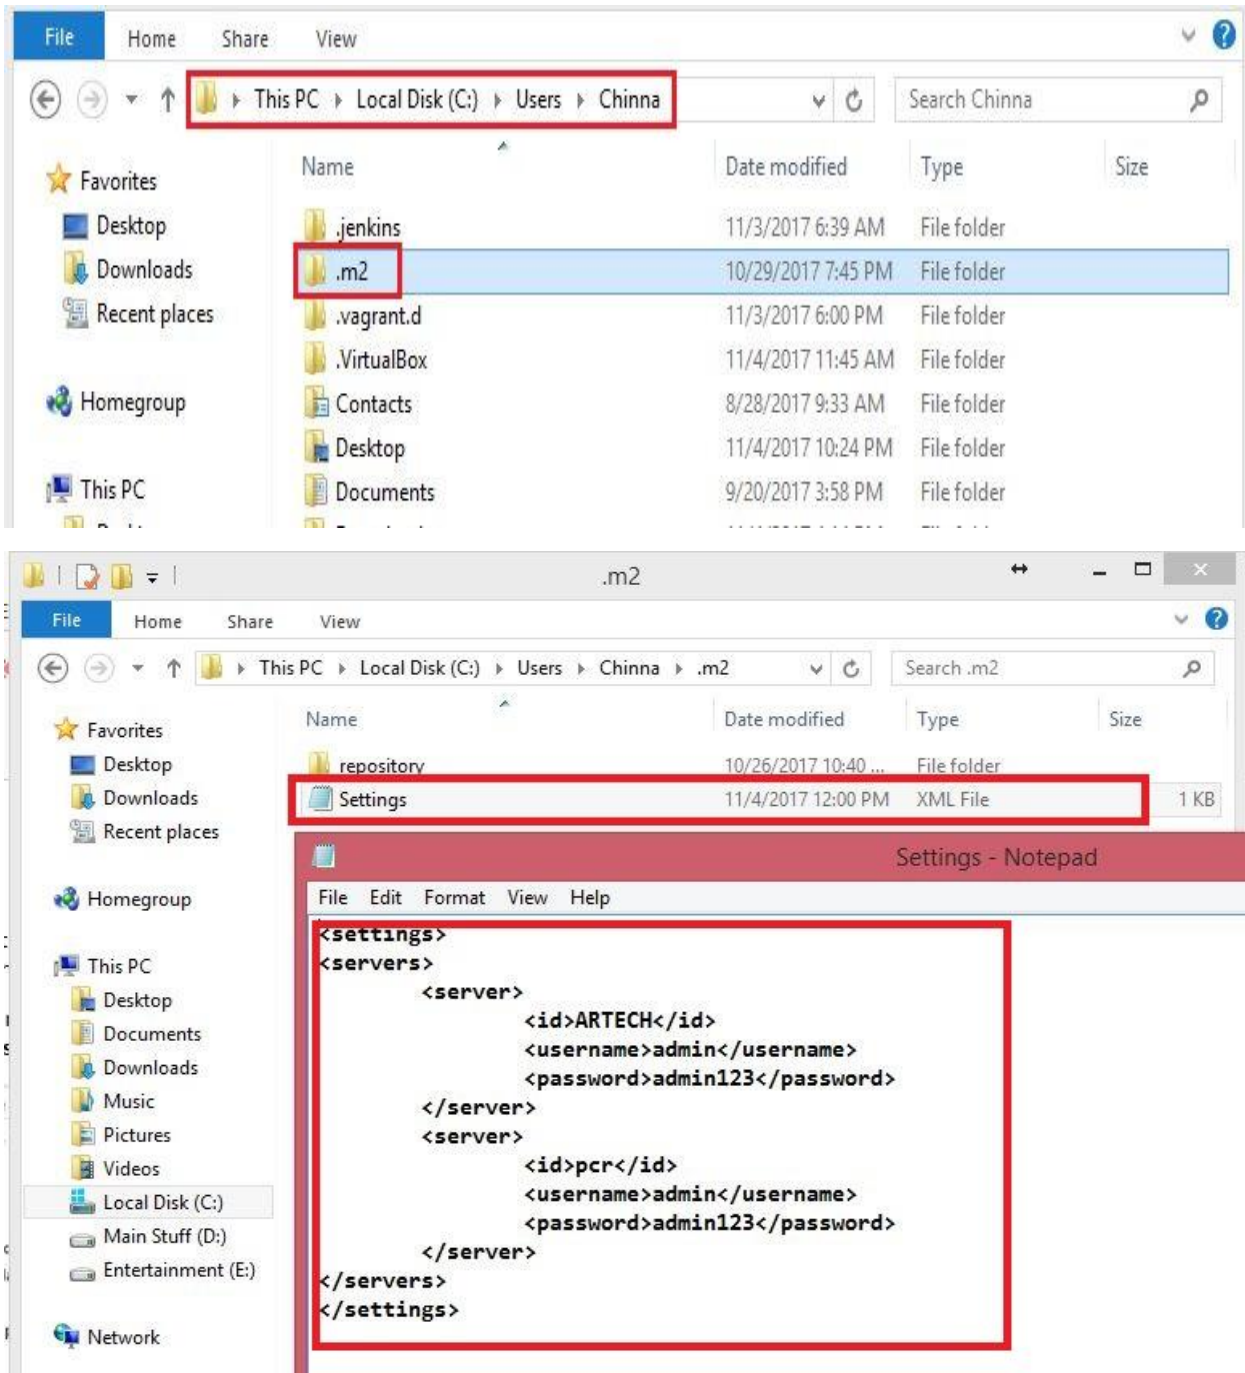 File Home Share View
This PC Local Disk (C:) Users Chinna Search Chinna
Name Date modified Type Size
Favorites
Desktop
Downloads
Recent places
Homegroup
This PC
.jenkins 11/3/2017 6:39 AM File folder
.m2 10/29/2017 7:45 PM File folder
.vagrant.d 11/3/2017 6:00 PM File folder
.VirtualBox 11/4/2017 11:45 AM File folder
Contacts 8/28/2017 9:33 AM File folder
Desktop 11/4/2017 10:24 PM File folder
Documents 9/20/2017 3:58 PM File folder
.m2
File Home Share View
This PC Local Disk (C:) Users Chinna .m2 Search .m2
Name Date modified Type Size
Favorites
Desktop
Downloads
Recent places
Homegroup
This PC
Desktop
Documents
Downloads
Music
Pictures
Videos
Local Disk (C:)
Main Stuff (D:)
Entertainment (E:)
Network
repository 10/26/2017 10:40 ... File folder
Settings 11/4/2017 12:00 PM XML File 1 KB
Settings - Notepad
File Edit Format View Help
<settings>
<servers>
<server>
<id>ARTECH</id>
<username>admin</username>
<password>admin123</password>
</server>
<server>
<id>pcr</id>
<username>admin</username>
<password>admin123</password>
</server>
</servers>
</settings>